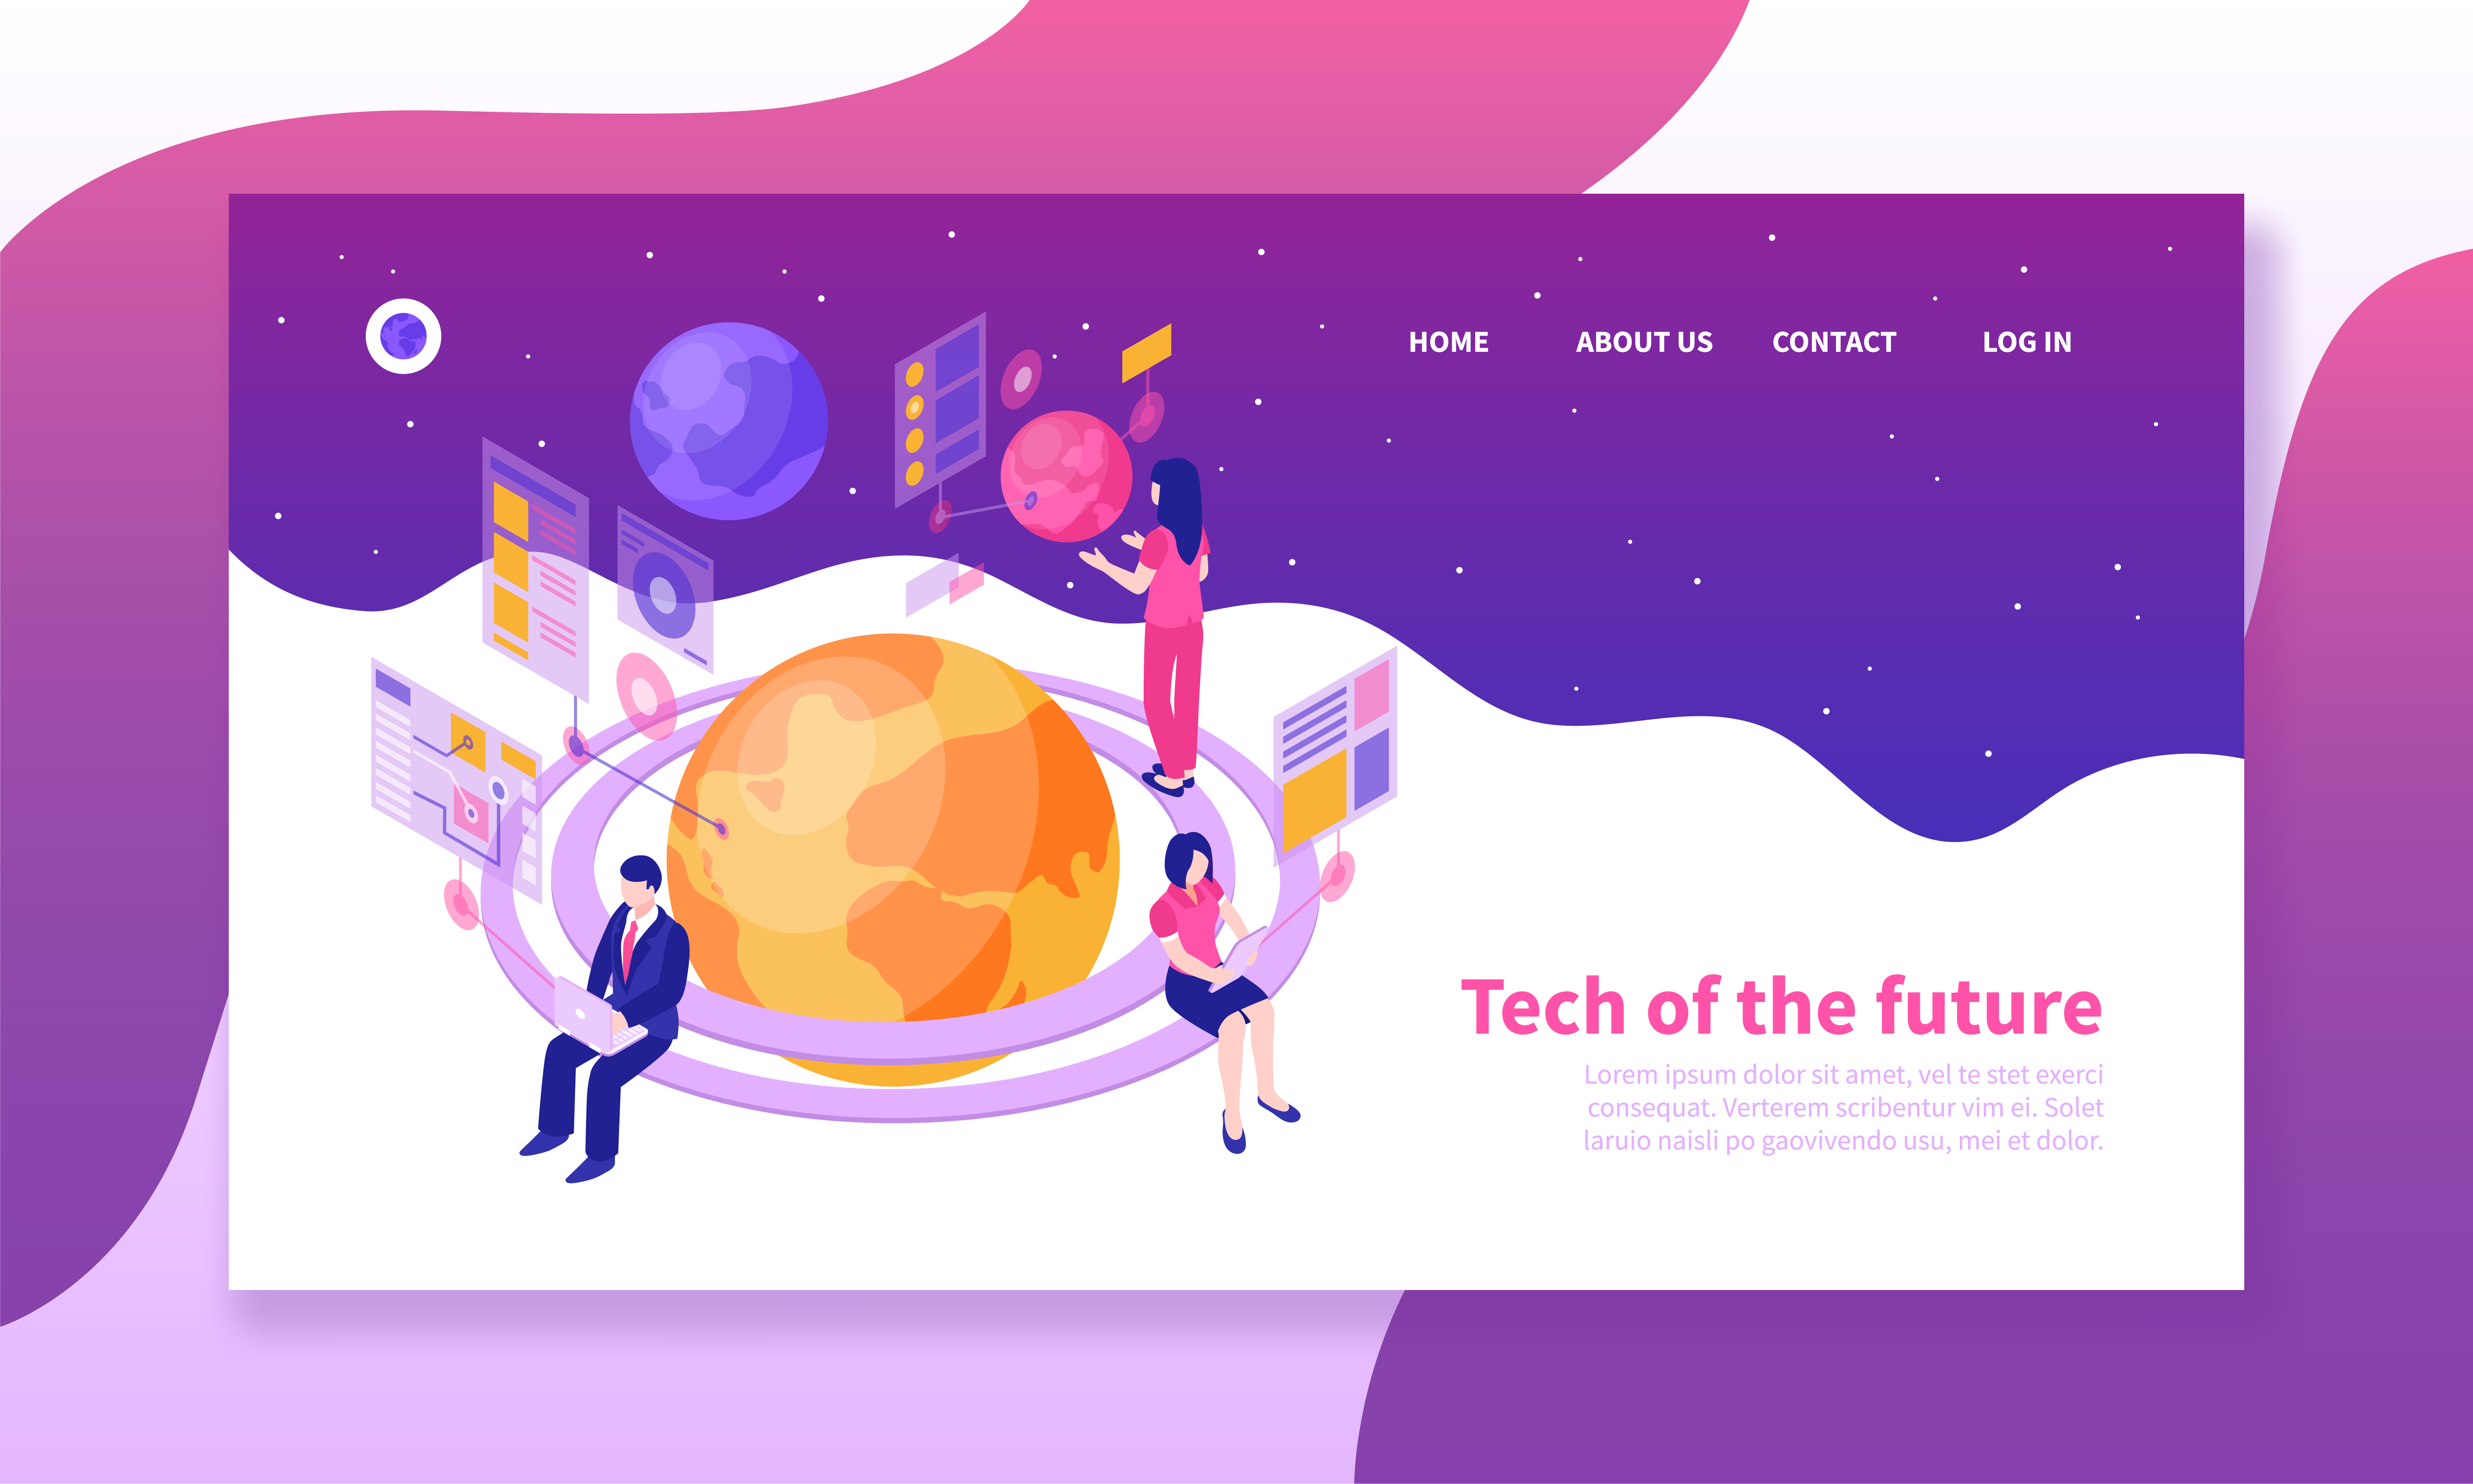 HOME ABOUT US CONTACT LOG IN
Tech of the future
Lorem ipsum dolor sit amet, vel te stet exerci
consequat. Verterem scribentur vim ei. Solet
laruio naisli po gaovivendo usu, mei et dolor.